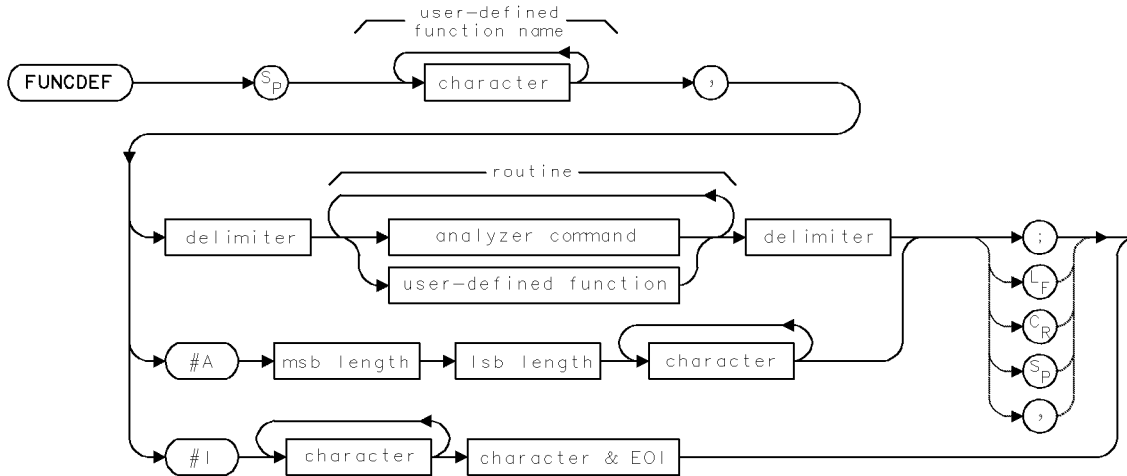 user-defined
function name
FUNCDEF
SP
character
,
routine
delimiter
analyzer command
delimiter
;
user-defined function
LF
CR
#A
msb length
lsb length
character
SP
,
#I
character
character & EOI